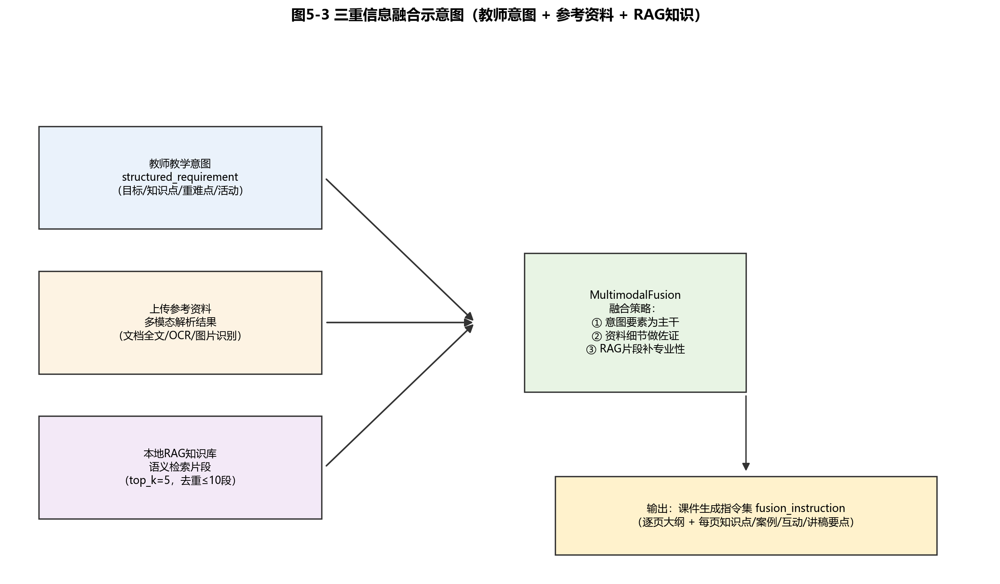 图5-3 三重信息融合示意图（教师意图 + 参考资料 + RAG知识）
教师教学意图
structured_requirement
（目标/知识点/重难点/活动）
上传参考资料
多模态解析结果
（文档全文/OCR/图片识别）
本地RAG知识库
语义检索片段
（top_k=5，去重≤10段）
MultimodalFusion
融合策略：
① 意图要素为主干
② 资料细节做佐证
③ RAG片段补专业性
输出：课件生成指令集 fusion_instruction
（逐页大纲 + 每页知识点/案例/互动/讲稿要点）